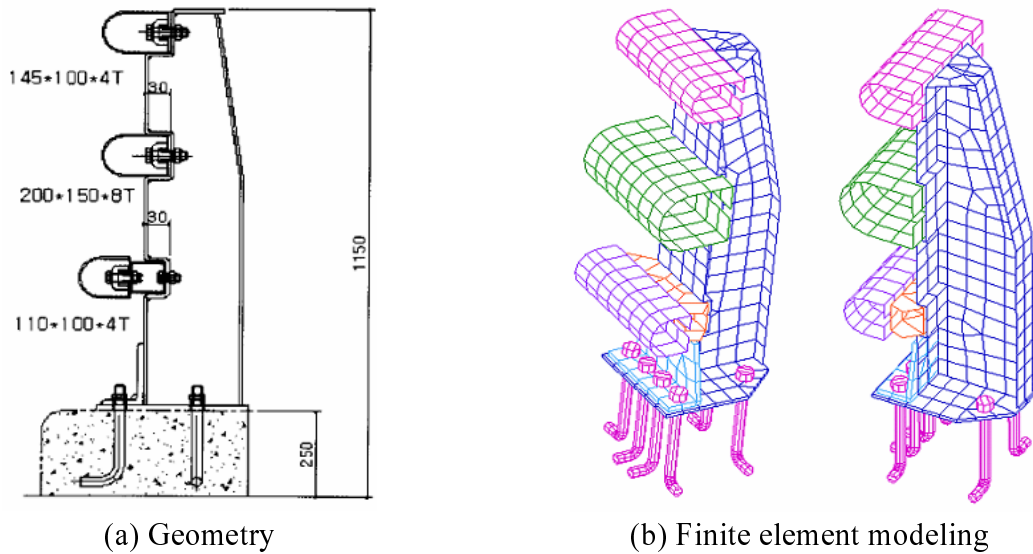 145*100*4T
30
200*150*8T
30
110*100*4T
1150
250
(a) Geometry
(b) Finite element modeling